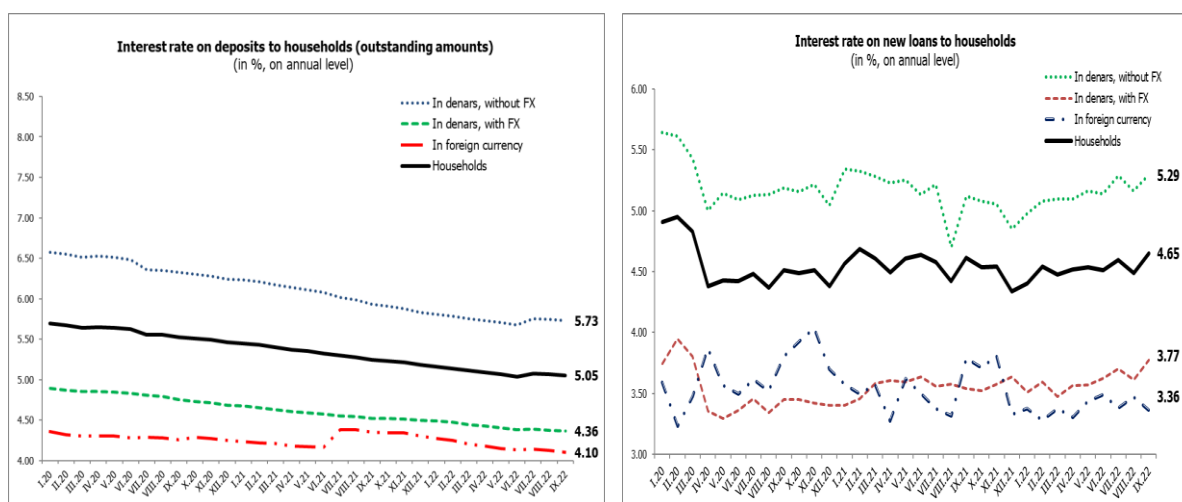 Interest rate on deposits to households (outstanding amounts)
(in %, on annual level)
8.50
8.00
7.50
7.00
6.50
6.00
5.50
5.00
4.50
4.00
In denars, without FX
In denars, with FX
In foreign currency
Households
5.73
5.05
4.36
4.10
I.20 II.20 III.20 IV.20 V.20 VI.20 VII.20 VIII.20 IX.20 X.20 XI.20 XII.20 I.21 II.21 III.21 IV.21 V.21 VI.21 VII.21 VIII.21 IX.21 X.21 XI.21 XII.21 I.22 II.22 III.22 IV.22 V.22 VI.22 VII.22 VIII.22 IX.22
Interest rate on new loans to households
(in %, on annual level)
6.00
5.50
5.00
4.50
4.00
3.50
3.00
In denars, without FX
In denars, with FX
In foreign currency
Households
5.29
4.65
3.77
3.36
I.20 II.20 III.20 IV.20 V.20 VI.20 VII.20 VIII.20 IX.20 X.20 XI.20 XII.20 I.21 II.21 III.21 IV.21 V.21 VI.21 VII.21 VIII.21 IX.21 X.21 XI.21 XII.21 I.22 II.22 III.22 IV.22 V.22 VI.22 VII.22 VIII.22 IX.22